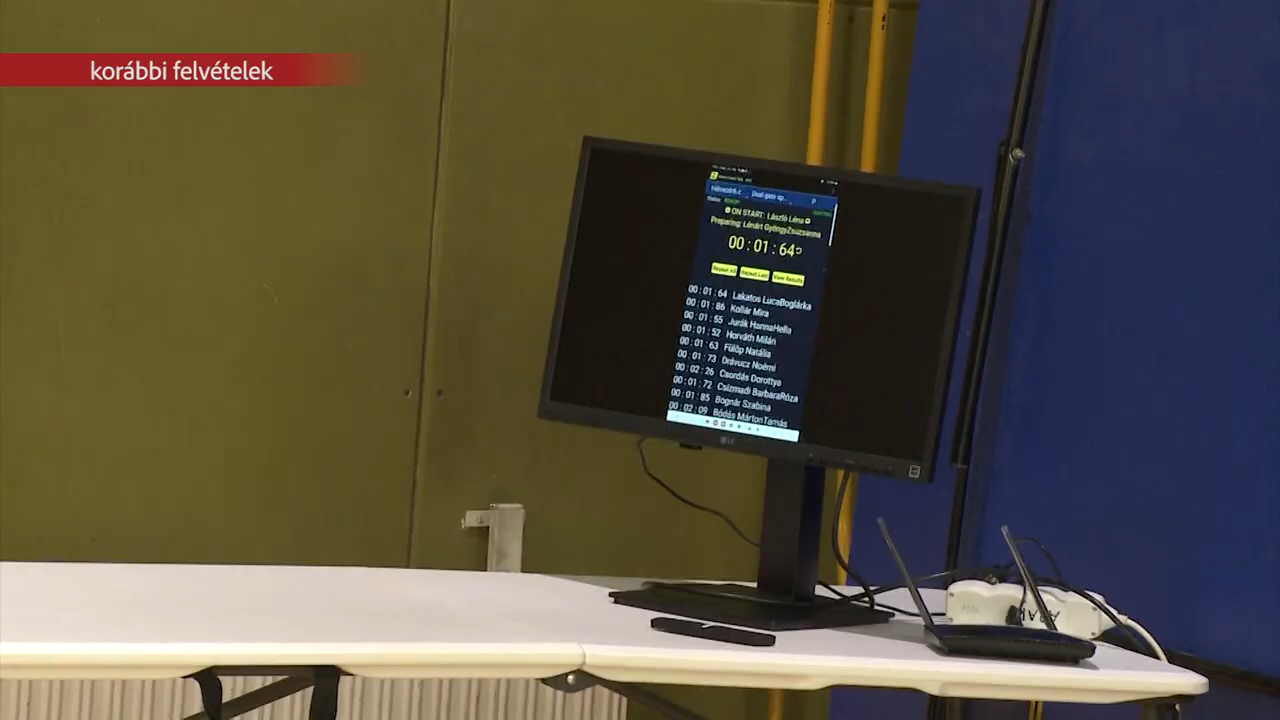 korábbi felvételek
Dual gate sp...
P
ON START: László Léna
Preparing: Lénárt GyöngyZsuzsanna
00 : 01 : 64
Repeat All Repeat Last View Results
00 : 01 : 64 Lakatos LucaBoglárka
00 : 01 : 86 Kollár Mira
00 : 01 : 55 Jurák HannaHella
00 : 01 : 52 Horváth Milán
00 : 01 : 63 Fülöp Natália
00 : 01 : 73 Drávucz Noémi
00 : 02 : 26 Csordás Dorottya
00 : 01 : 72 Csizmadi BarbaraRóza
00 : 01 : 85 Bognár Szabina
00 : 02 : 09 Bódás MártonTamás
LG